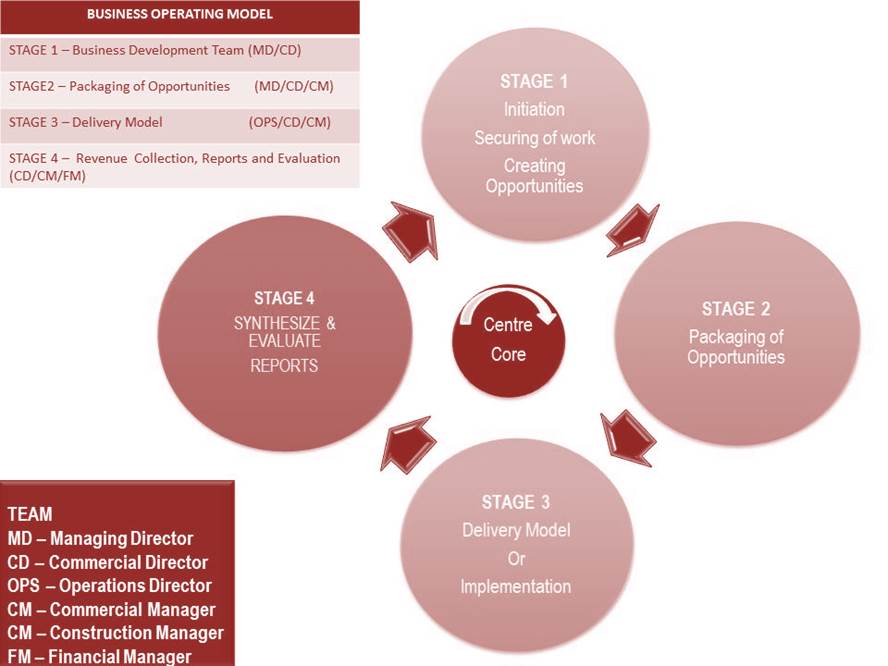 BUSINESS OPERATING MODEL
STAGE 1 – Business Development Team (MD/CD)
STAGE2 – Packaging of Opportunities (MD/CD/CM)
STAGE 3 – Delivery Model (OPS/CD/CM)
STAGE 4 – Revenue Collection, Reports and Evaluation
(CD/CM/FM)
STAGE 1
Initiation
Securing of work
Creating
Opportunities
STAGE 2
Packaging of
Opportunities
STAGE 3
Delivery Model
Or
Implementation
STAGE 4
SYNTHESIZE &
EVALUATE
REPORTS
Centre
Core
TEAM
MD – Managing Director
CD – Commercial Director
OPS – Operations Director
CM – Commercial Manager
CM – Construction Manager
FM – Financial Manager